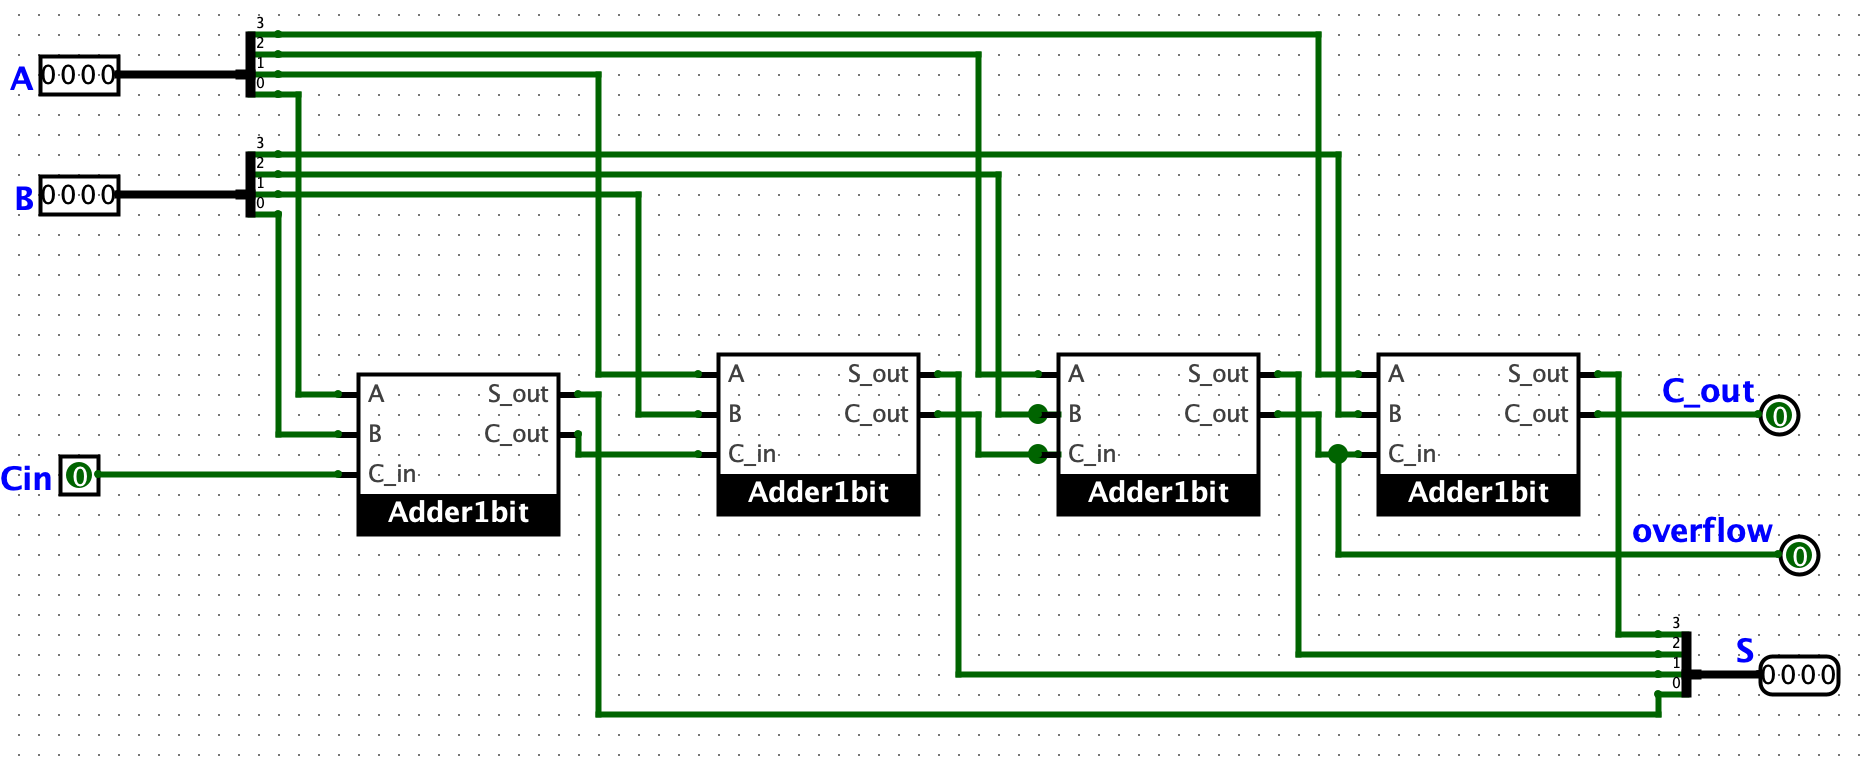 3
2
1
0
A 0000
3
2
1
0
B 0000
A S_out
B C_out
C_in
Adder1bit
A S_out
B C_out
C_in
Adder1bit
A S_out
B C_out
C_in
Adder1bit
A S_out
B C_out
C_in
Adder1bit
Cin 0
C_out
0
overflow
0
3
2
1
0
S
0000